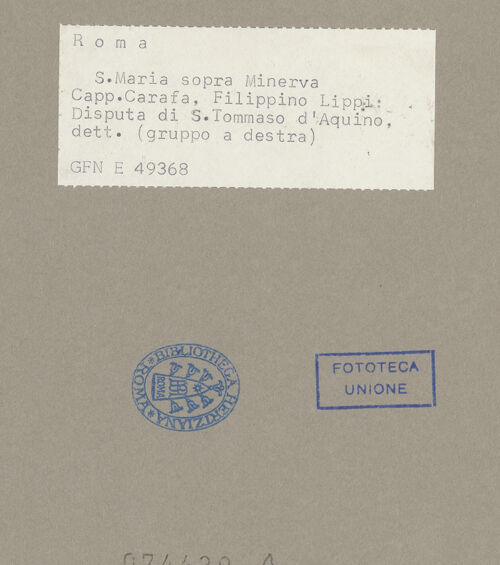 Roma
S.Maria sopra Minerva
Capp.Carafa, Filippino Lippi:
Disputa di S.Tommaso d'Aquino,
dett. (gruppo a destra)
GFN E 49368
BIBLIOTHECA HERTZIANA * ROMA *
ROMA
FOTOTECA
UNIONE